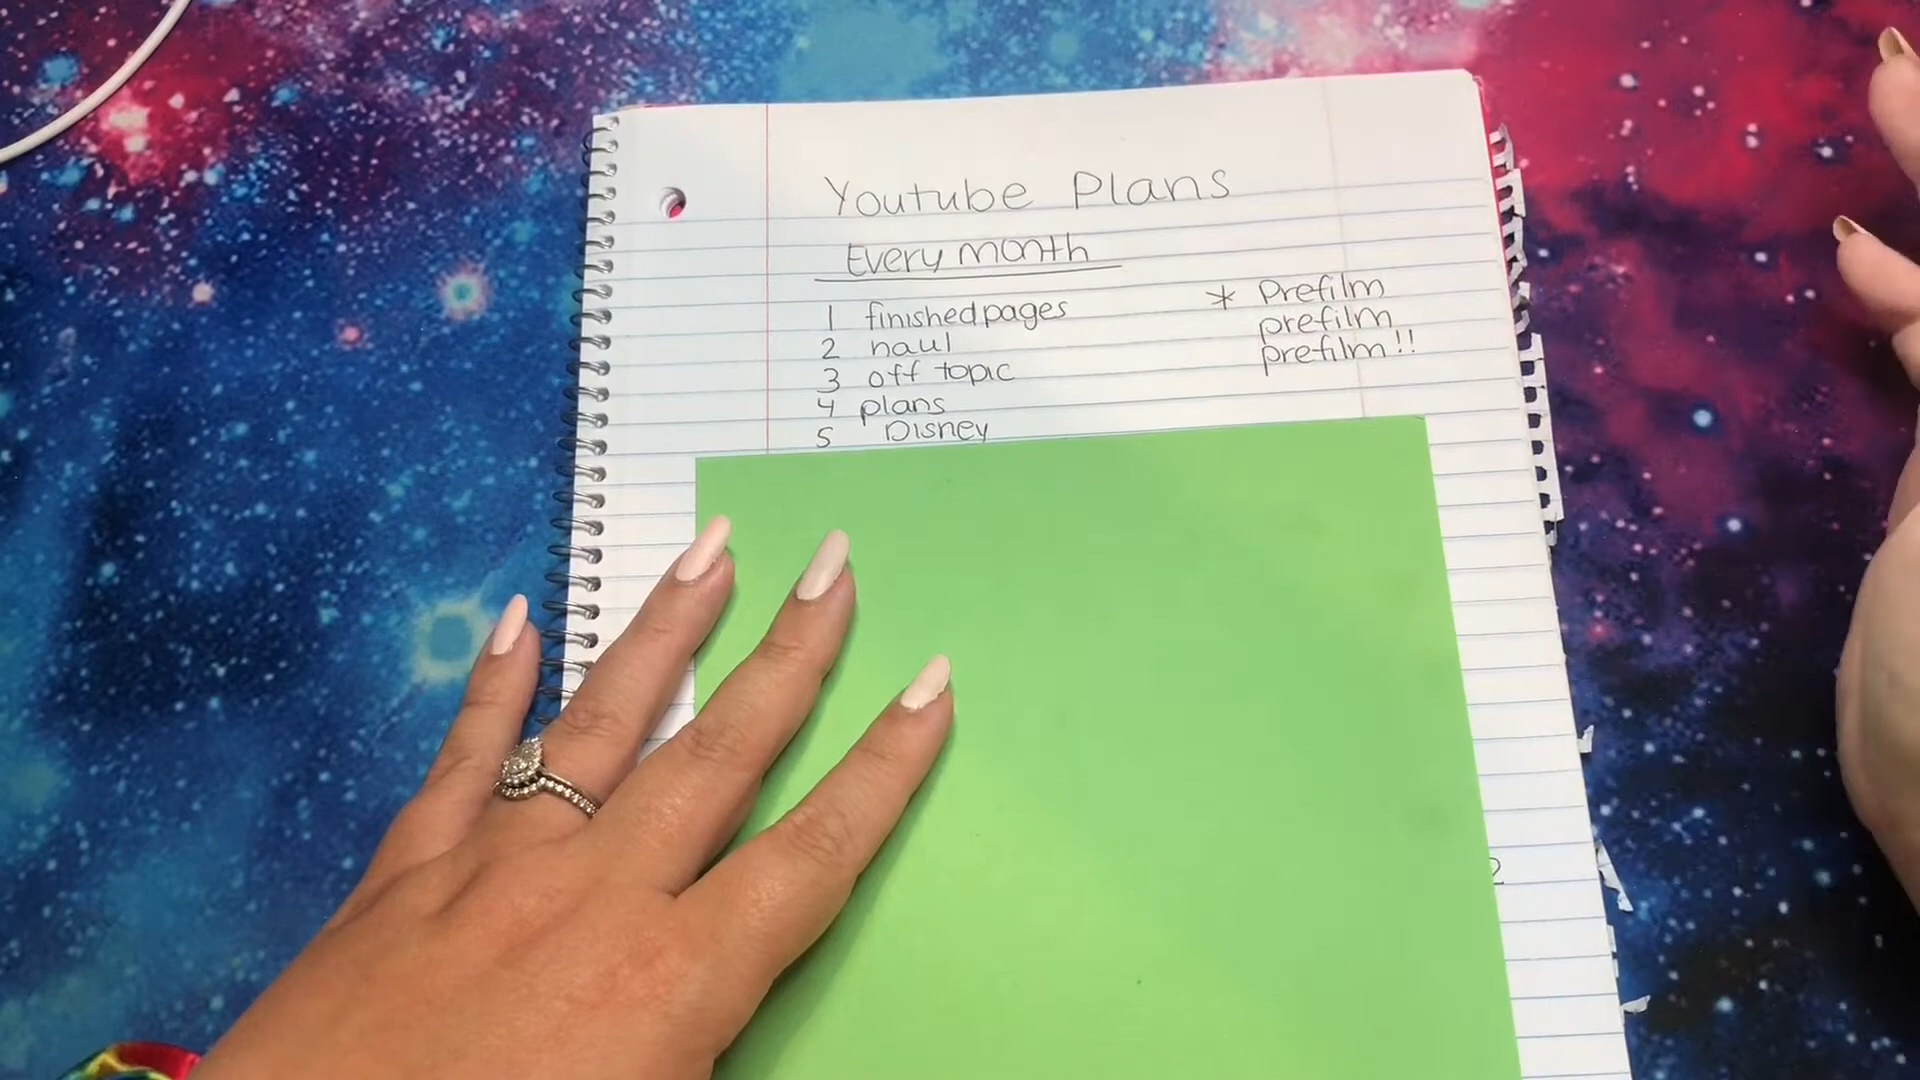 Youtube Plans
Every month
1 finished pages
2 haul
3 off topic
4 plans
5 Disney
* Prefilm
prefilm
prefilm!!
2